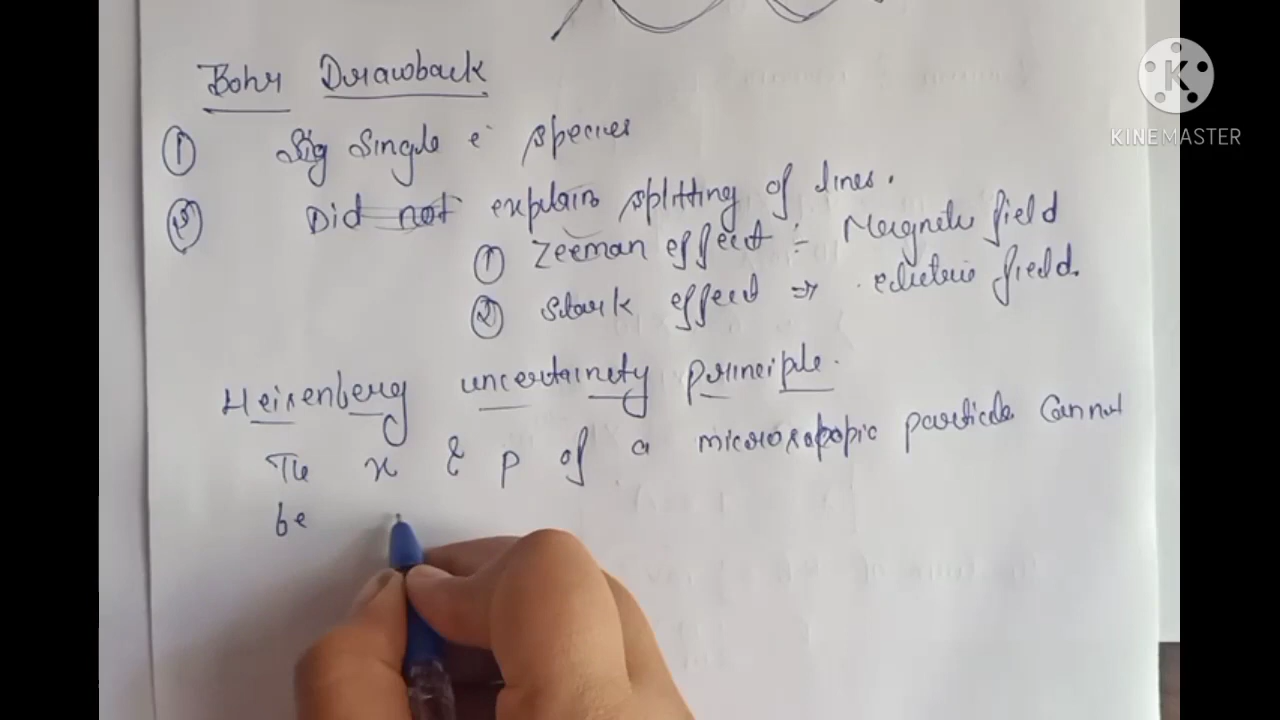 Bohr Drawback
① Sig Single e⁻ species
② Did not explain splitting of lines.
① Zeeman effect ÷ Magnetic field
② Stark effect ⇒ electric field.
Heisenberg uncertainety principle.
The x & p of a microscopic particle cannot
be
K
KINEMASTER